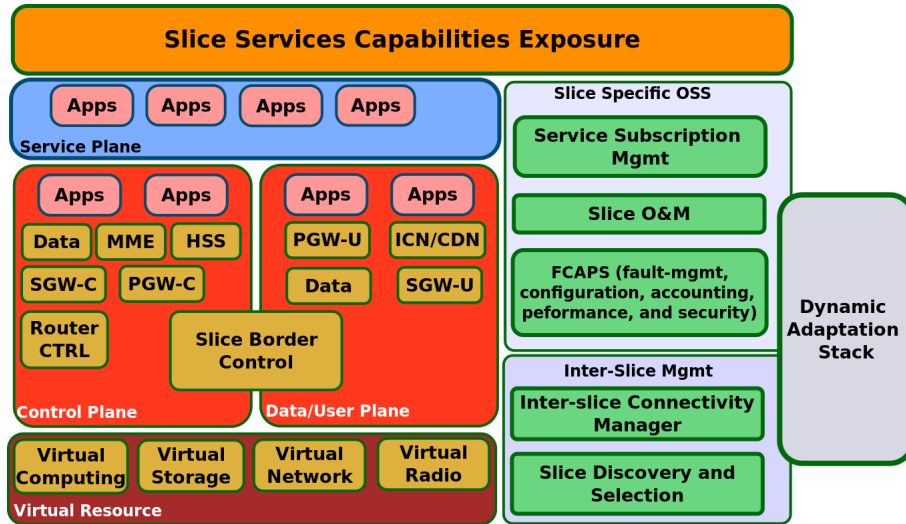 Slice Services Capabilities Exposure
Apps
Apps
Apps
Apps
Service Plane
Apps
Apps
Data
MME
HSS
SGW-C
PGW-C
Router
CTRL
Control Plane
Apps
Apps
PGW-U
ICN/CDN
Data
SGW-U
Slice Border
Control
Data/User Plane
Virtual
Computing
Virtual
Storage
Virtual
Network
Virtual
Radio
Virtual Resource
Slice Specific OSS
Service Subscription
Mgmt
Slice O&M
FCAPS (fault-mgmt,
configuration, accounting,
peformance, and security)
Inter-Slice Mgmt
Inter-slice Connectivity
Manager
Slice Discovery and
Selection
Dynamic
Adaptation
Stack